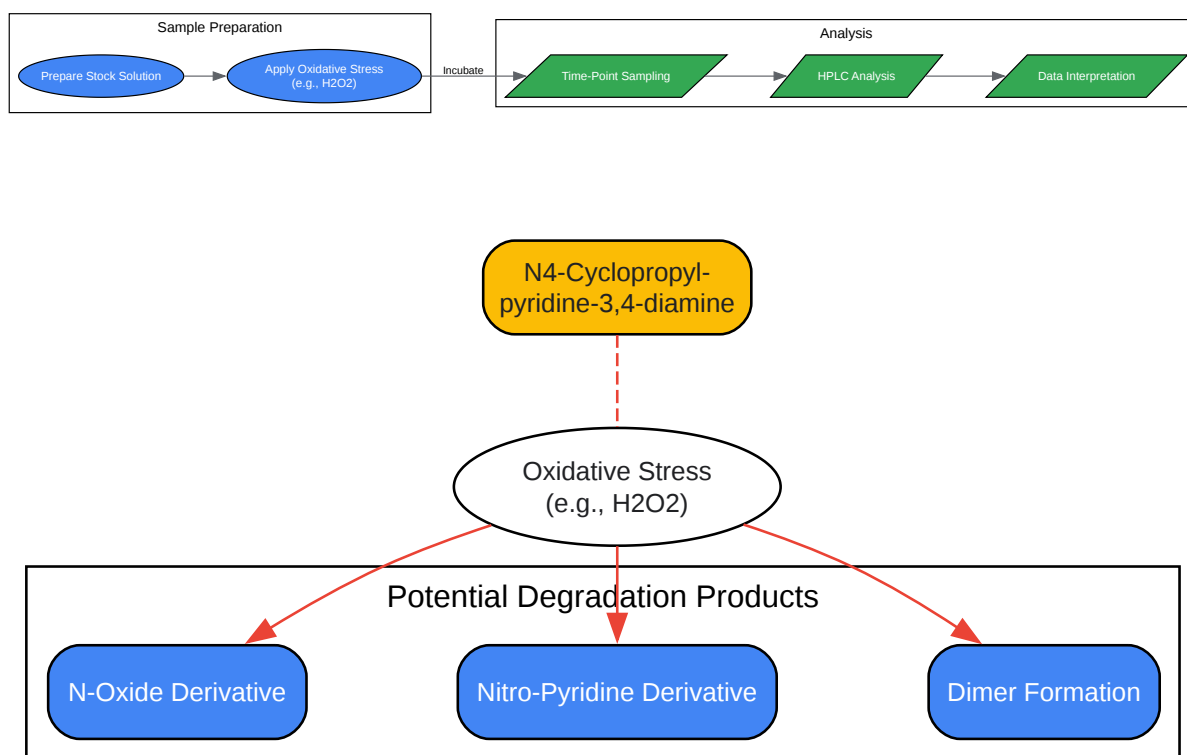 Sample Preparation
Analysis
Prepare Stock Solution
Apply Oxidative Stress
(e.g., H2O2)
Incubate
Time-Point Sampling
HPLC Analysis
Data Interpretation
N4-Cyclopropyl-
pyridine-3,4-diamine
Oxidative Stress
(e.g., H2O2)
Potential Degradation Products
N-Oxide Derivative
Nitro-Pyridine Derivative
Dimer Formation